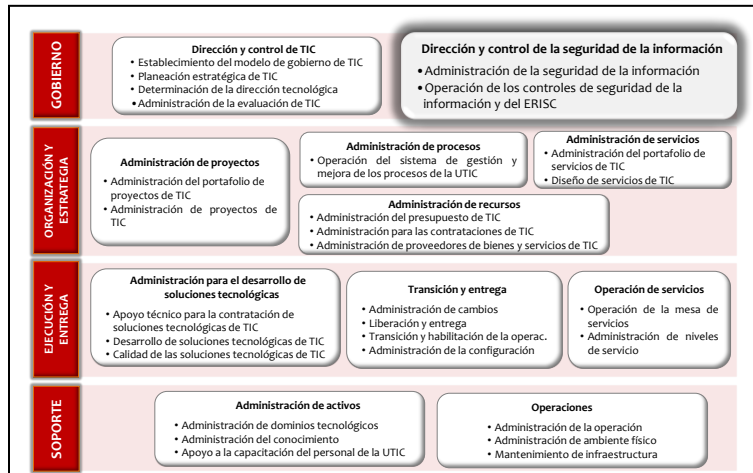 GOBIERNO
Dirección y control de TIC
• Establecimiento del modelo de gobierno de TIC
• Planeación estratégica de TIC
• Determinación de la dirección tecnológica
• Administración de la evaluación de TIC
Dirección y control de la seguridad de la información
• Administración de la seguridad de la información
• Operación de los controles de seguridad de la
información y del ERISC
ORGANIZACIÓN Y
ESTRATEGIA
Administración de proyectos
• Administración del portafolio de
proyectos de TIC
• Administración de proyectos de
TIC
Administración de procesos
• Operación del sistema de gestión y
mejora de los procesos de la UTIC
Administración de servicios
• Administración del portafolio de
servicios de TIC
• Diseño de servicios de TIC
Administración de recursos
• Administración del presupuesto de TIC
• Administración para las contrataciones de TIC
• Administración de proveedores de bienes y servicios de TIC
EJECUCIÓN Y
ENTREGA
Administración para el desarrollo de
soluciones tecnológicas
• Apoyo técnico para la contratación de
soluciones tecnológicas de TIC
• Desarrollo de soluciones tecnológicas de TIC
• Calidad de las soluciones tecnológicas de TIC
Transición y entrega
• Administración de cambios
• Liberación y entrega
• Transición y habilitación de la operac.
• Administración de la configuración
Operación de servicios
• Operación de la mesa de
servicios
• Administración de niveles
de servicio
SOPORTE
Administración de activos
• Administración de dominios tecnológicos
• Administración del conocimiento
• Apoyo a la capacitación del personal de la UTIC
Operaciones
• Administración de la operación
• Administración de ambiente físico
• Mantenimiento de infraestructura